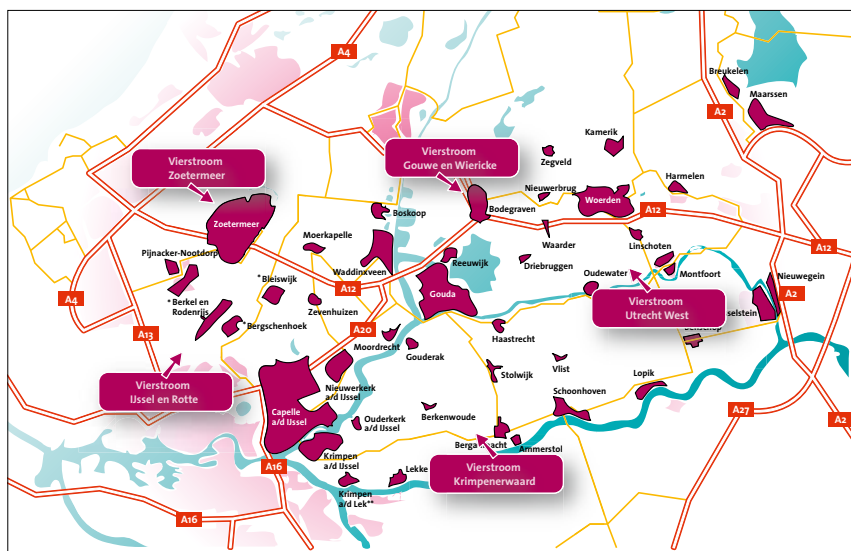 A4
Breukelen
A2
Maarssen
Kamerik
Vierstroom
Zoetermeer
Vierstroom
Gouwe en Wiericke
Zegveld
Harmelen
Nieuwerbrug
Woerden
Zoetermeer
Boskoop
Bodegraven
A12
Moerkapelle
Waarder
Linschoten
A12
Pijnacker-Nootdorp
Waddinxveen
Reeuwijk
Driebruggen
Montfoort
*Bleiswijk
Oudewater
Nieuwegein
A4
A12
Gouda
A2
*Berkel en
Rodenrijs
Zevenhuizen
Vierstroom
Utrecht West
selstein
A13
*Bergschenhoek
A20
Haastrecht
Moordrecht
Gouderak
Vlist
Stolwijk
Lopik
Vierstroom
IJssel en Rotte
Nieuwerkerk
a/d IJssel
Schoonhoven
Capelle
a/d IJssel
Ouderkerk
a/d IJssel
Berkenwoude
A27
A2
Ammerstol
Krimpen
a/d IJssel
A16
Lekke
Vierstroom
Krimpenerwaard
Krimpen
a/d Lek**
A16